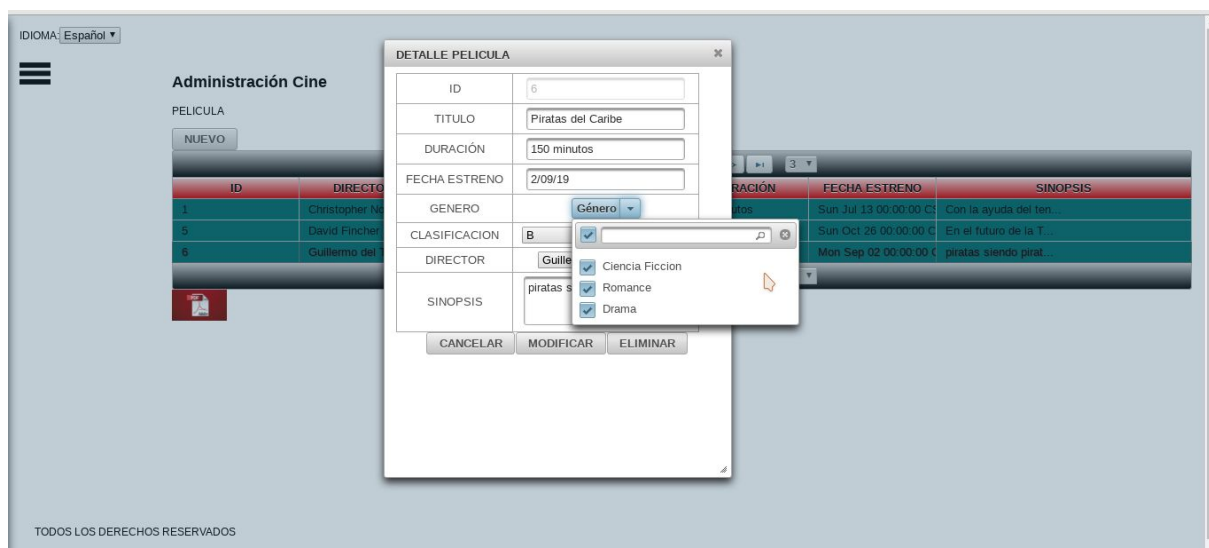 IDIOMA: Español
Administración Cine
PELICULA
NUEVO
3
ID DIRECTO RACIÓN FECHA ESTRENO SINOPSIS
1 Christopher No utos Sun Jul 13 00:00:00 CS Con la ayuda del ten...
5 David Fincher Sun Oct 26 00:00:00 C En el futuro de la T...
6 Guillermo del T Mon Sep 02 00:00:00 C piratas siendo pirat...
PDF
DETALLE PELICULA
ID 6
TITULO Piratas del Caribe
DURACIÓN 150 minutos
FECHA ESTRENO 2/09/19
GENERO Género
CLASIFICACION B
DIRECTOR Guille
SINOPSIS piratas s
Ciencia Ficcion
Romance
Drama
CANCELAR MODIFICAR ELIMINAR
TODOS LOS DERECHOS RESERVADOS